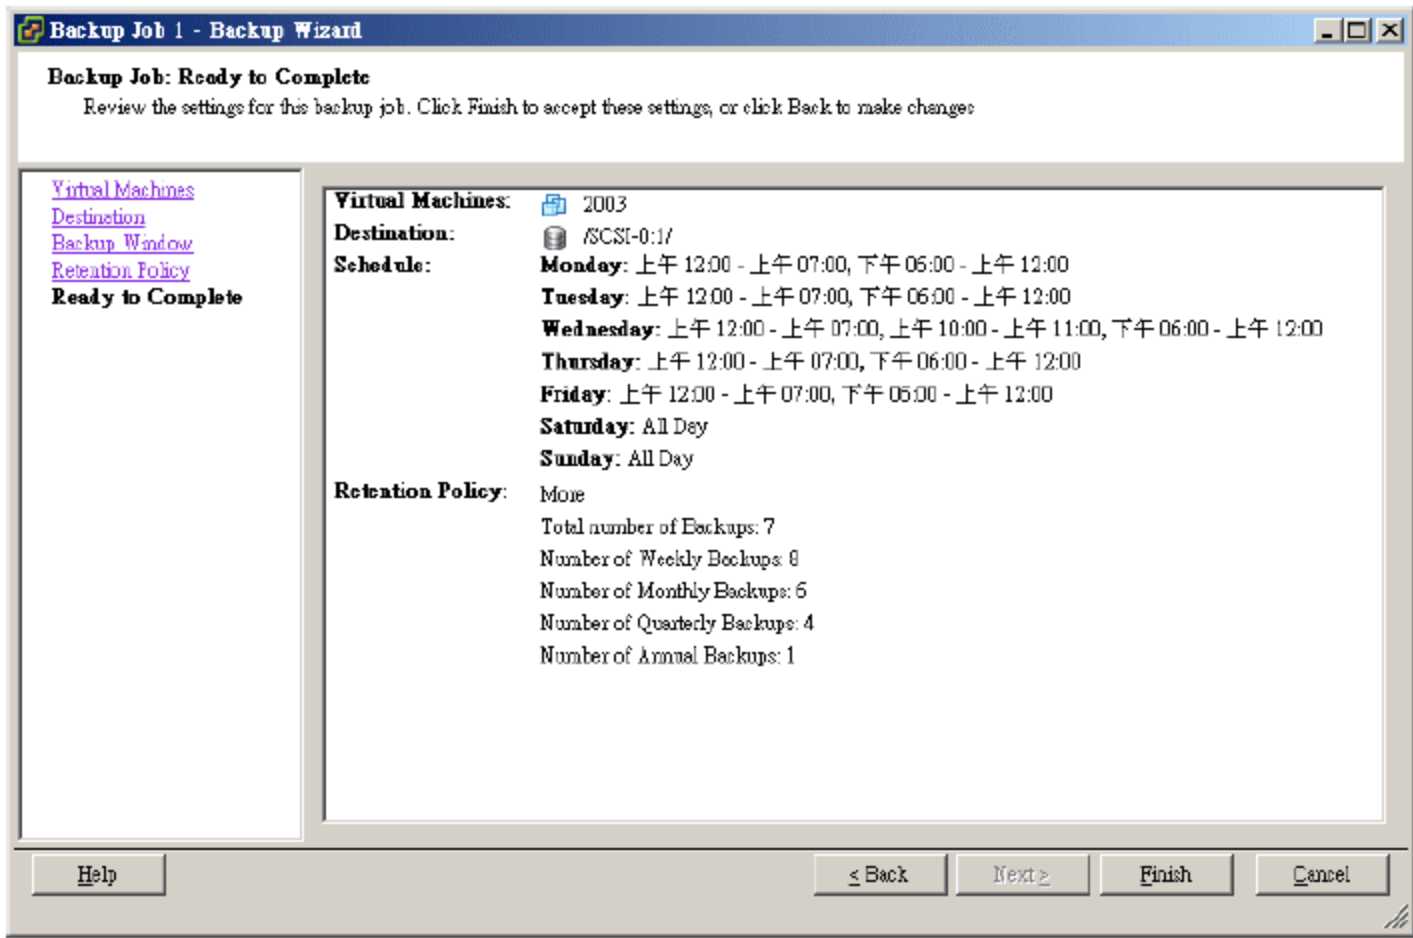 Backup Job 1 - Backup Wizard
Backup Job: Ready to Complete
Review the settings for this backup job. Click Finish to accept these settings, or click Back to make changes
Virtual Machines
Destination
Backup Window
Retention Policy
Ready to Complete
Virtual Machines: 2003
Destination: /SCSI-0:1/
Schedule: Monday: 上午 12:00 - 上午 07:00, 下午 06:00 - 上午 12:00
Tuesday: 上午 12:00 - 上午 07:00, 下午 06:00 - 上午 12:00
Wednesday: 上午 12:00 - 上午 07:00, 上午 10:00 - 上午 11:00, 下午 06:00 - 上午 12:00
Thursday: 上午 12:00 - 上午 07:00, 下午 06:00 - 上午 12:00
Friday: 上午 12:00 - 上午 07:00, 下午 06:00 - 上午 12:00
Saturday: All Day
Sunday: All Day
Retention Policy: More
Total number of Backups: 7
Number of Weekly Backups: 8
Number of Monthly Backups: 6
Number of Quarterly Backups: 4
Number of Annual Backups: 1
Help
≤ Back
Next ≥
Finish
Cancel